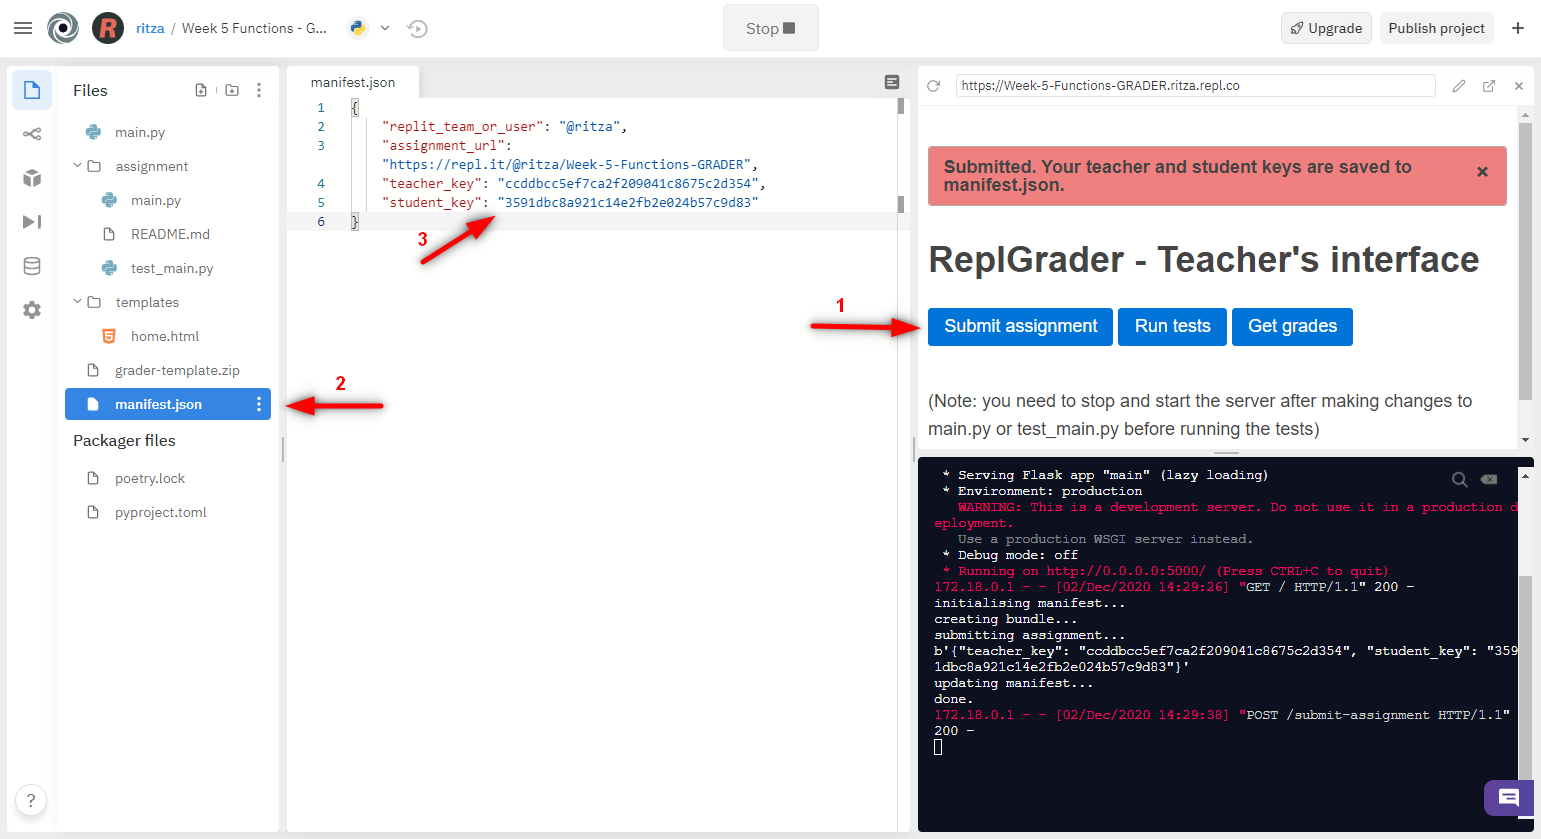 ritza / Week 5 Functions - G...
Stop
Upgrade
Publish project
Files
main.py
assignment
main.py
README.md
test_main.py
templates
home.html
grader-template.zip
manifest.json
Packager files
poetry.lock
pyproject.toml
?
2
manifest.json
1 {
2 "replit_team_or_user": "@ritza",
3 "assignment_url":
"https://repl.it/@ritza/Week-5-Functions-GRADER",
4 "teacher_key": "ccddbcc5ef7ca2f209041c8675c2d354",
5 "student_key": "3591dbc8a921c14e2fb2e024b57c9d83"
6 }
3
1
https://Week-5-Functions-GRADER.ritza.repl.co
Submitted. Your teacher and student keys are saved to
manifest.json.
×
ReplGrader - Teacher's interface
Submit assignment
Run tests
Get grades
(Note: you need to stop and start the server after making changes to
main.py or test_main.py before running the tests)
* Serving Flask app "main" (lazy loading)
* Environment: production
WARNING: This is a development server. Do not use it in a production d
eployment.
Use a production WSGI server instead.
* Debug mode: off
* Running on http://0.0.0.0:5000/ (Press CTRL+C to quit)
172.18.0.1 - - [02/Dec/2020 14:29:26] "GET / HTTP/1.1" 200 -
initialising manifest...
creating bundle...
submitting assignment...
b'{"teacher_key": "ccddbcc5ef7ca2f209041c8675c2d354", "student_key": "359
1dbc8a921c14e2fb2e024b57c9d83"}'
updating manifest...
done.
172.18.0.1 - - [02/Dec/2020 14:29:38] "POST /submit-assignment HTTP/1.1"
200 -